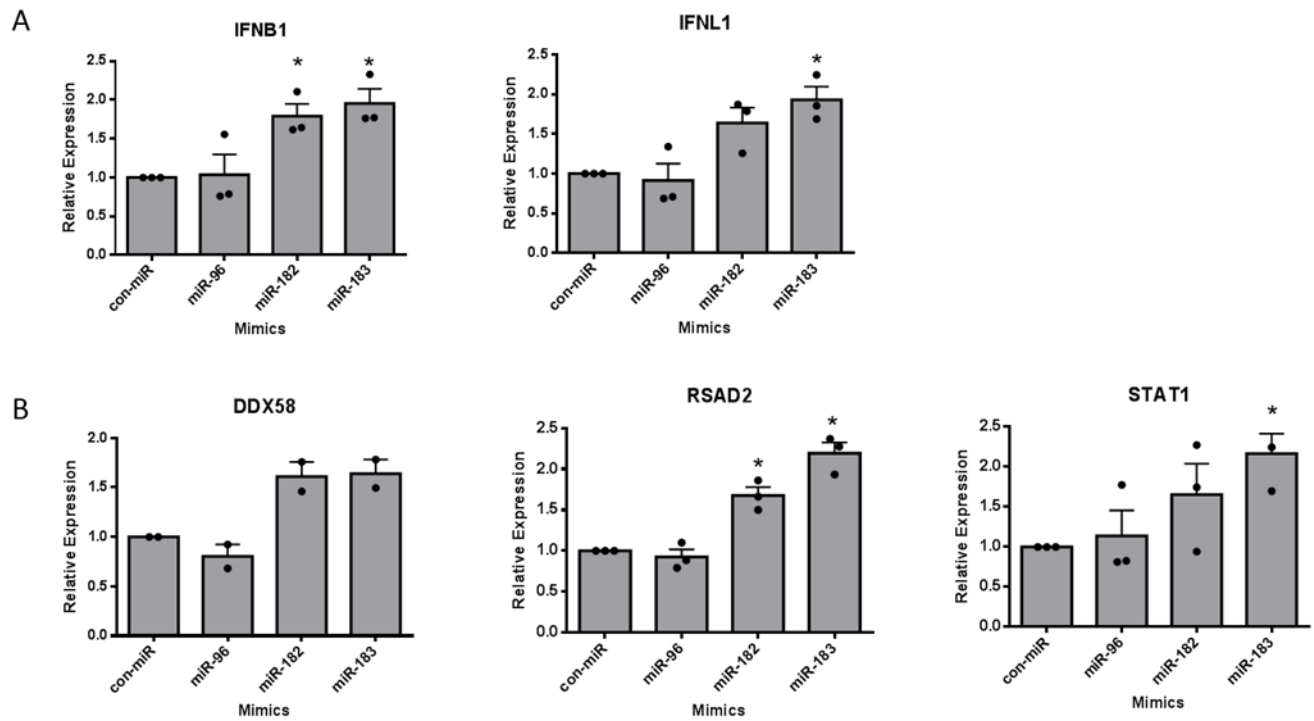 A
IFNB1
Relative Expression
2.5
2.0
1.5
1.0
0.5
0.0
* *
con-miR
miR-96
miR-182
miR-183
Mimics
IFNL1
Relative Expression
2.5
2.0
1.5
1.0
0.5
0.0
*
con-miR
miR-96
miR-182
miR-183
Mimics
B
DDX58
Relative Expression
2.0
1.5
1.0
0.5
0.0
con-miR
miR-96
miR-182
miR-183
Mimics
RSAD2
Relative Expression
2.5
2.0
1.5
1.0
0.5
0.0
* *
con-miR
miR-96
miR-182
miR-183
Mimics
STAT1
Relative Expression
2.5
2.0
1.5
1.0
0.5
0.0
*
con-miR
miR-96
miR-182
miR-183
Mimics